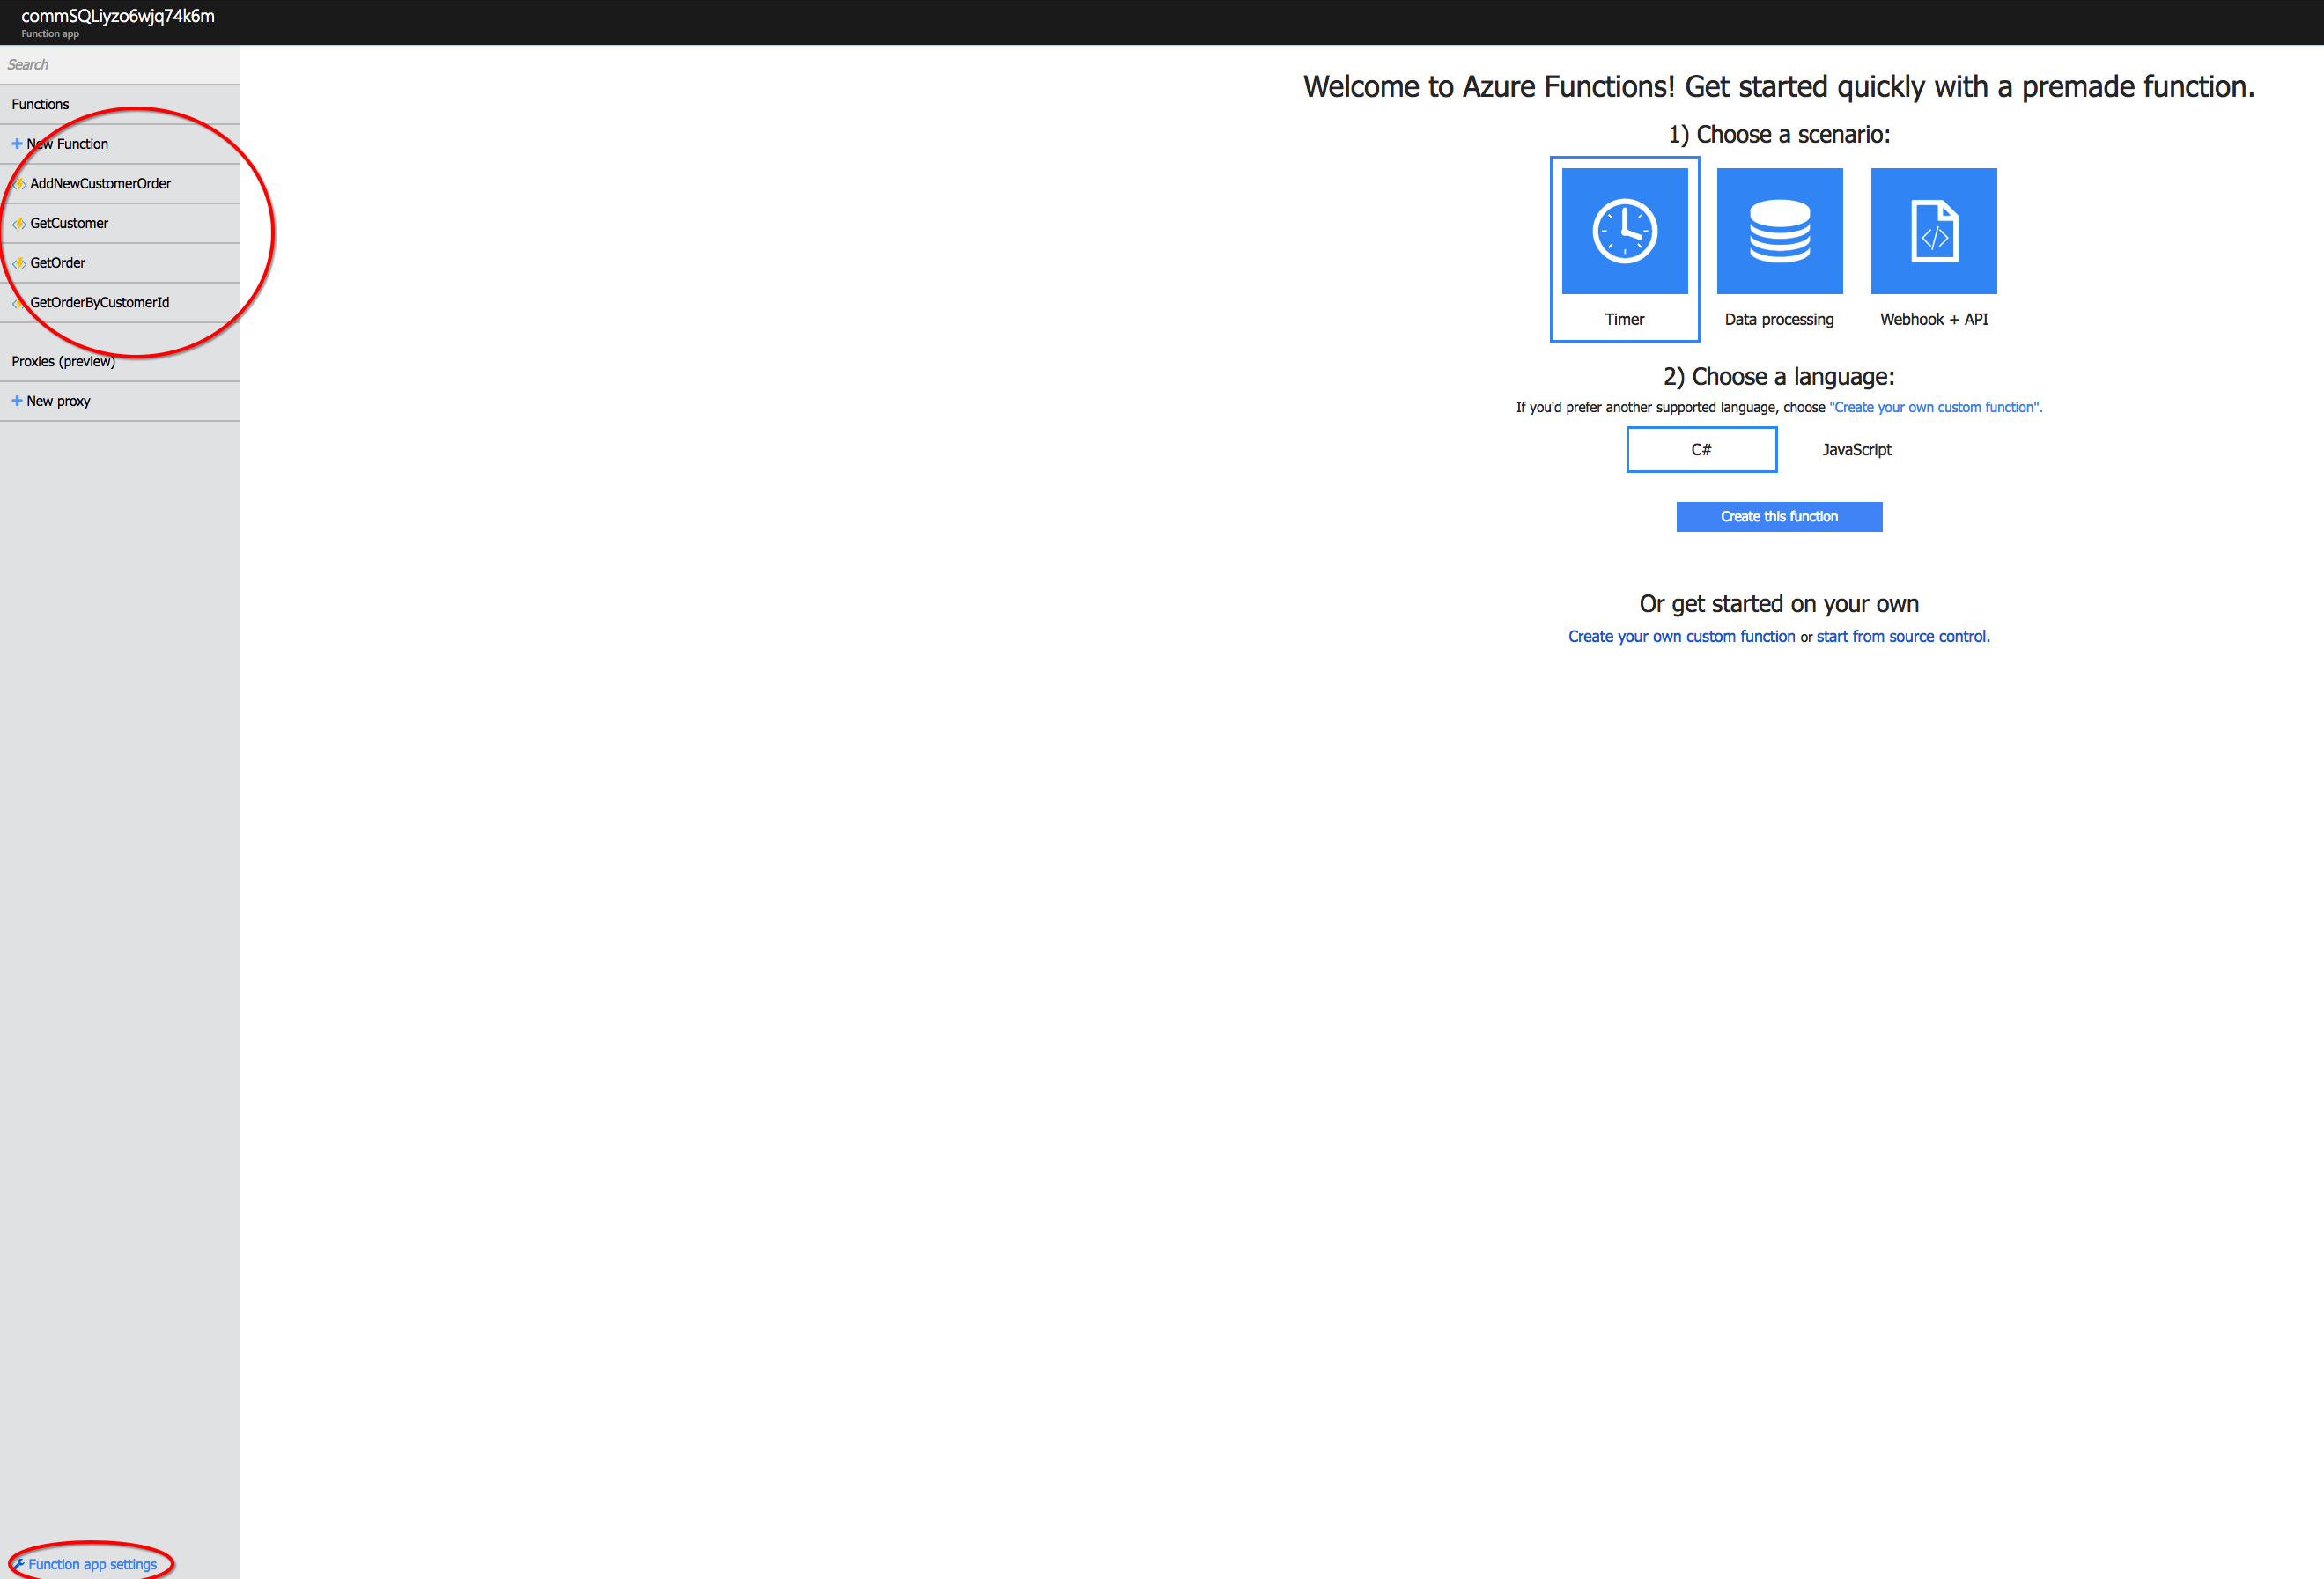 commSQLiyzo6wjq74k6m
Function app
Search
Functions
New Function
AddNewCustomerOrder
GetCustomer
GetOrder
GetOrderByCustomerId
Proxies (preview)
New proxy
Function app settings
Welcome to Azure Functions! Get started quickly with a premade function.
1) Choose a scenario:
Timer
Data processing
Webhook + API
2) Choose a language:
If you'd prefer another supported language, choose "Create your own custom function".
C#
JavaScript
Create this function
Or get started on your own
Create your own custom function or start from source control.